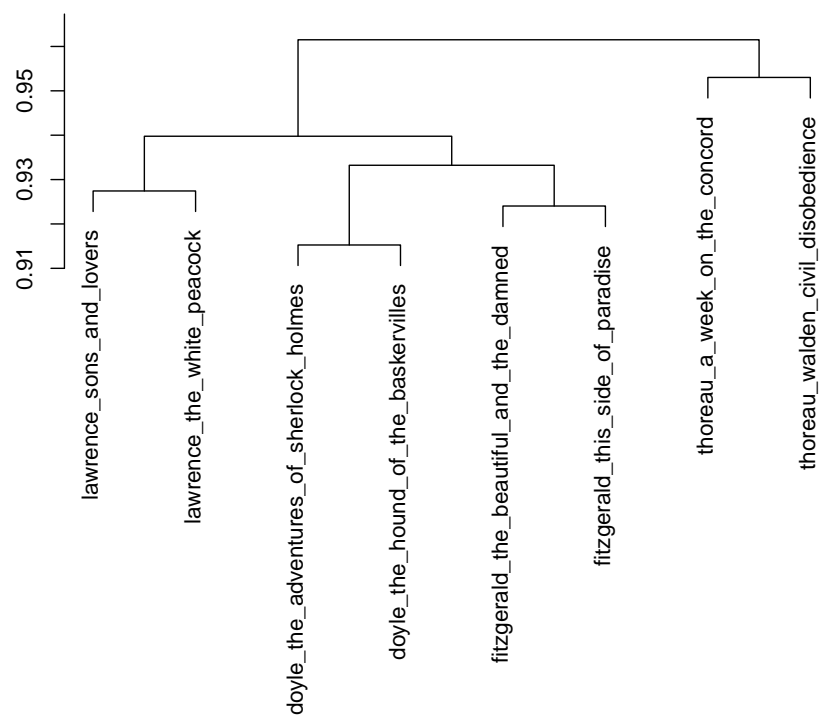 0.95
0.93
0.91
lawrence_sons_and_lovers
lawrence_the_white_peacock
doyle_the_adventures_of_sherlock_holmes
doyle_the_hound_of_the_baskervilles
fitzgerald_the_beautiful_and_the_damned
fitzgerald_this_side_of_paradise
thoreau_a_week_on_the_concord
thoreau_walden_civil_disobedience